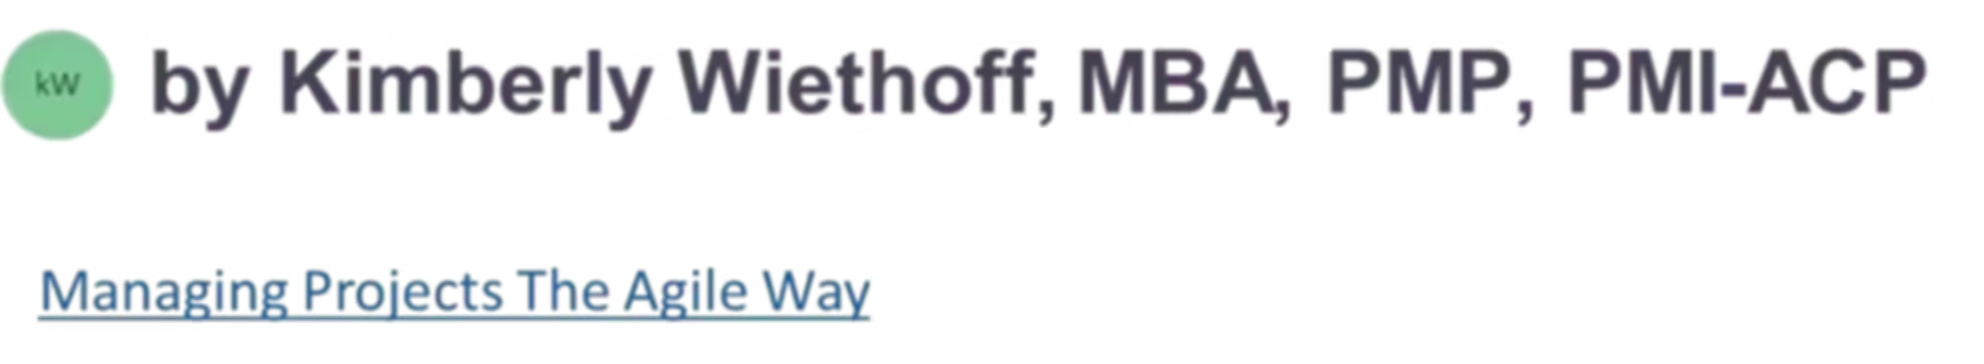 kW by Kimberly Wiethoff, MBA, PMP, PMI-ACP
Managing Projects The Agile Way